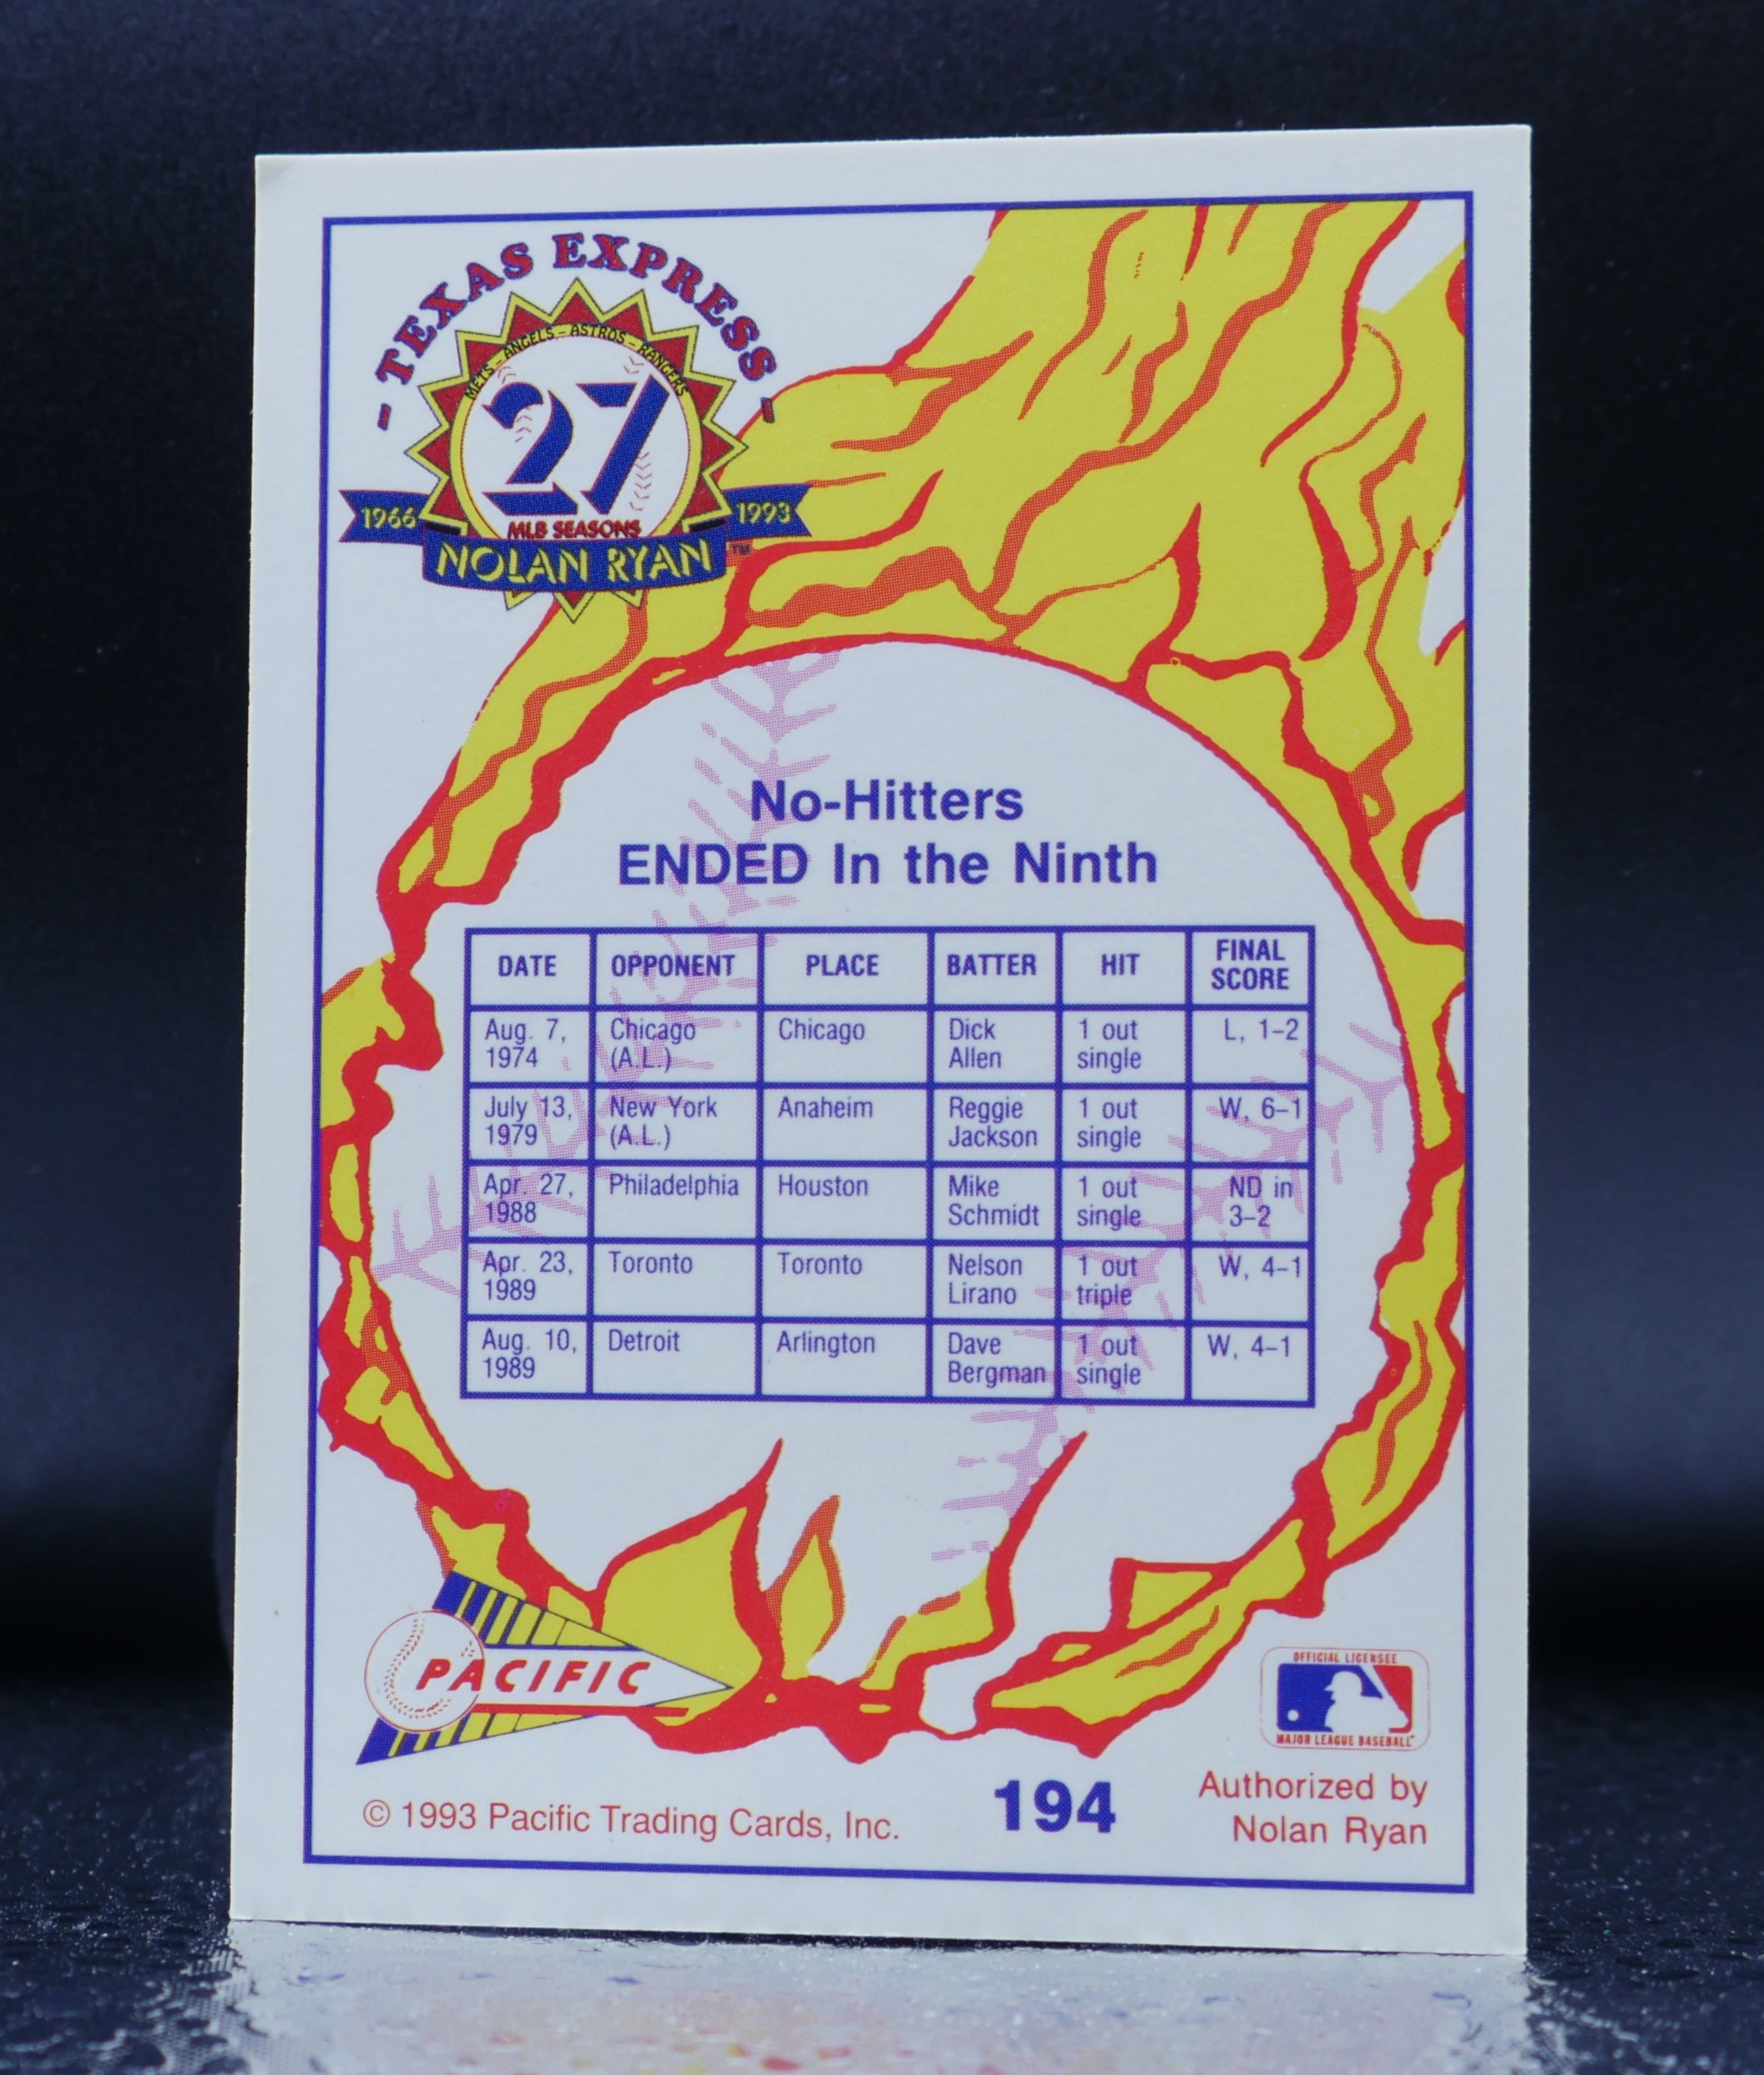 - TEXAS EXPRESS -
METS - ANGELS - ASTROS - RANGERS
27
MLB SEASONS
1966 1993
NOLAN RYAN™
No-Hitters
ENDED In the Ninth
DATE OPPONENT PLACE BATTER HIT FINAL SCORE
Aug. 7, 1974 Chicago (A.L.) Chicago Dick Allen 1 out single L, 1-2
July 13, 1979 New York (A.L.) Anaheim Reggie Jackson 1 out single W, 6-1
Apr. 27, 1988 Philadelphia Houston Mike Schmidt 1 out single ND in 3-2
Apr. 23, 1989 Toronto Toronto Nelson Lirano 1 out triple W, 4-1
Aug. 10, 1989 Detroit Arlington Dave Bergman 1 out single W, 4-1
PACIFIC
OFFICIAL LICENSEE
MAJOR LEAGUE BASEBALL
© 1993 Pacific Trading Cards, Inc.
194
Authorized by
Nolan Ryan